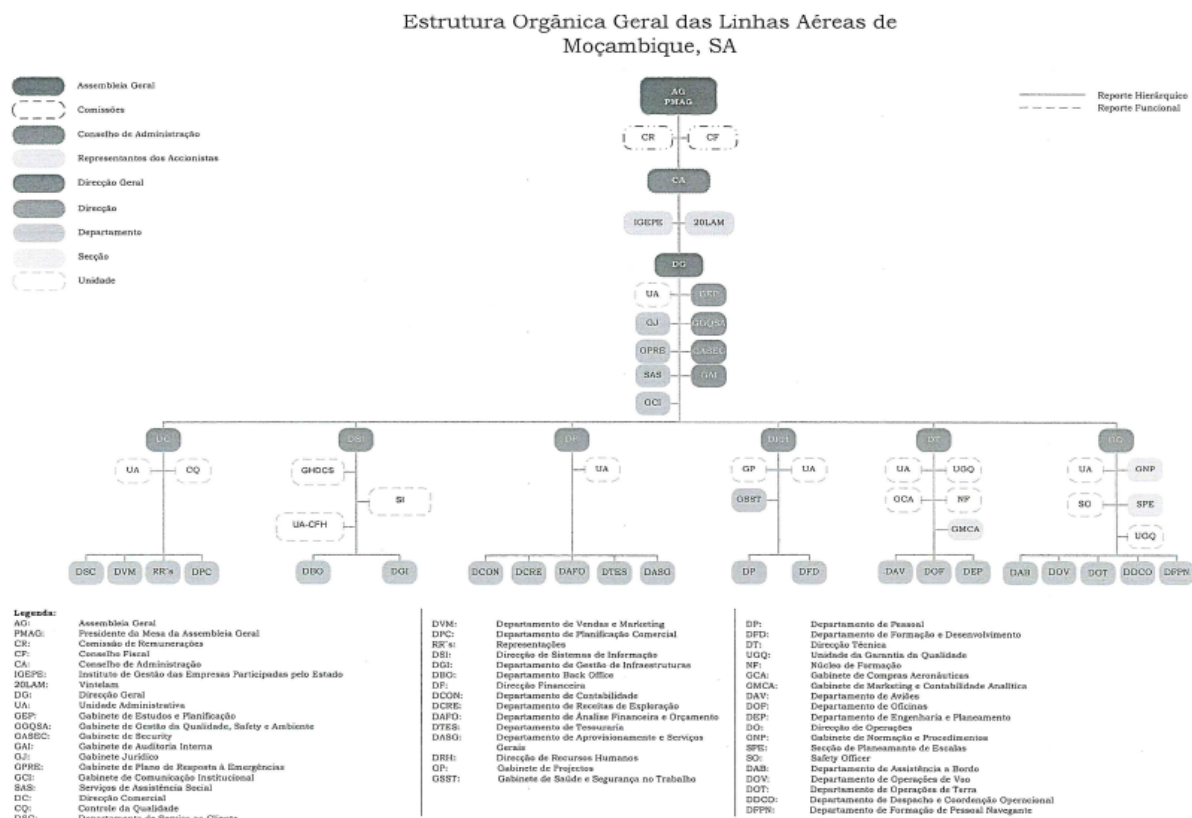 Estrutura Orgânica Geral das Linhas Aéreas de
Moçambique, SA
Assembleia Geral
Comissões
Conselho de Administração
Representantes dos Accionistas
Direcção Geral
Direcção
Departamento
Secção
Unidade
Reporte Hierárquico
Reporte Funcional
AG
PMAG
CR CF
CA
IGEPE 20LAM
DG
UA GEP
GJ GGQSA
GPRE GASEC
SAS GAI
GCI
DC DSI DF DRH DT DO
UA CQ GHDCS UA GP UA UA UGQ UA GNP
SI GSST GCA NF SO SPE
UA-CFH GMCA UGQ
DSC DVM RR's DPC DBO DGI DCON DCRE DAFO DTES DASG DP DFD DAV DOF DEP DAB DOV DOT DDCO DFPN
Legenda:
AG: Assembleia Geral
PMAG: Presidente da Mesa da Assembleia Geral
CR: Comissão de Remunerações
CF: Conselho Fiscal
CA: Conselho de Administração
IGEPE: Instituto de Gestão das Empresas Participadas pelo Estado
20LAM: Vintelam
DG: Direcção Geral
UA: Unidade Administrativa
GEP: Gabinete de Estudos e Planificação
GGQSA: Gabinete de Gestão da Qualidade, Safety e Ambiente
GASEC: Gabinete de Security
GAI: Gabinete de Auditoria Interna
GJ: Gabinete Jurídico
GPRE: Gabinete de Plano de Resposta à Emergências
GCI: Gabinete de Comunicação Institucional
SAS: Serviços de Assistência Social
DC: Direcção Comercial
CQ: Controle da Qualidade
DVM: Departamento de Vendas e Marketing
DPC: Departamento de Planificação Comercial
RR's: Representações
DSI: Direcção de Sistemas de Informação
DGI: Departamento de Gestão de Infraestruturas
DBO: Departamento Back Office
DF: Direcção Financeira
DCON: Departamento de Contabilidade
DCRE: Departamento de Receitas de Exploração
DAFO: Departamento de Ánálise Financeira e Orçamento
DTES: Departamento de Tesouraria
DASG: Departamento de Aprovisionamento e Serviços
Gerais
DRH: Direcção de Recursos Humanos
GP: Gabinete de Projectos
GSST: Gabinete de Saúde e Segurança no Trabalho
DP: Departamento de Pessoal
DFD: Departamento de Formação e Desenvolvimento
DT: Direcção Técnica
UGQ: Unidade da Garantia da Qualidade
NF: Núcleo de Formação
GCA: Gabinete de Compras Aeronáuticas
GMCA: Gabinete de Marketing e Contabilidade Analítica
DAV: Departamento de Aviões
DOF: Departamento de Oficinas
DEP: Departamento de Engenharia e Planeamento
DO: Direcção de Operações
GNP: Gabinete de Normação e Procedimentos
SPE: Secção de Planeamento de Escalas
SO: Safety Officer
DAB: Departamento de Assistência a Bordo
DOV: Departamento de Operações de Voo
DOT: Departamento de Operações de Terra
DDCO: Departamento de Despacho e Coordenção Operacional
DFPN: Departamento de Formação de Pessoal Navegante